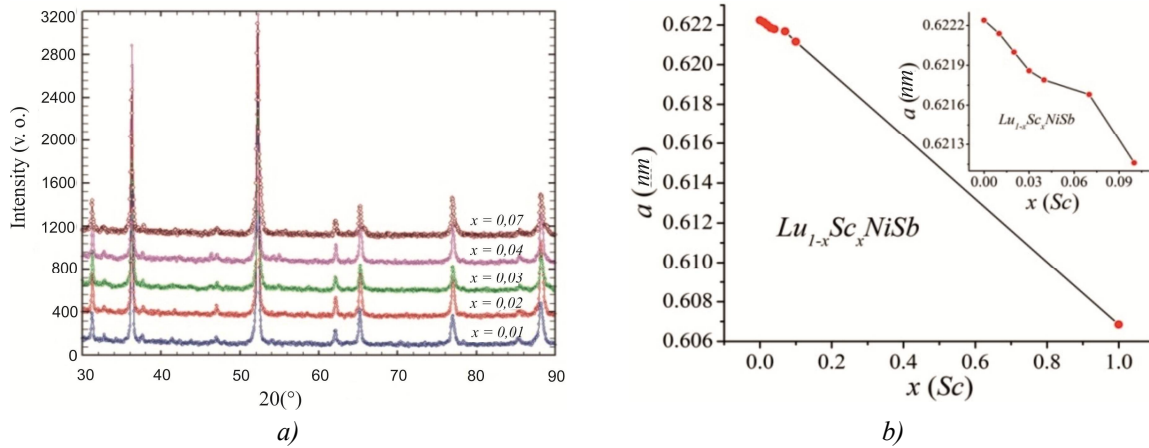 3200
2800
2400
2000
1600
1200
800
400
0
Intensity (v. o.)
x = 0,07
x = 0,04
x = 0,03
x = 0,02
x = 0,01
30 40 50 60 70 80 90
20(°)
a)
0.622
0.620
0.618
0.616
0.614
0.612
0.610
0.608
0.606
a (nm)
Lu1-xScxNiSb
0.0 0.2 0.4 0.6 0.8 1.0
x (Sc)
0.6222
0.6219
0.6216
0.6213
a (nm)
Lu1-xScxNiSb
0.00 0.03 0.06 0.09
x (Sc)
b)